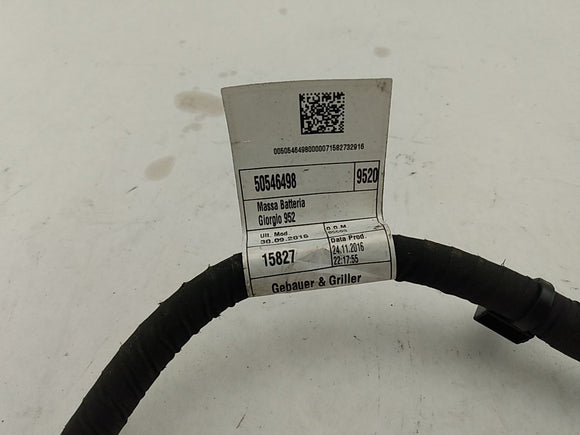 00505464980000071582732916
50546498 9520
Massa Batteria
Giorgio 952
Ult. Mod. D.O.M.
30.09.2016
15827 Data Prod.
24.11.2016
22:17:55
Gebauer & Griller